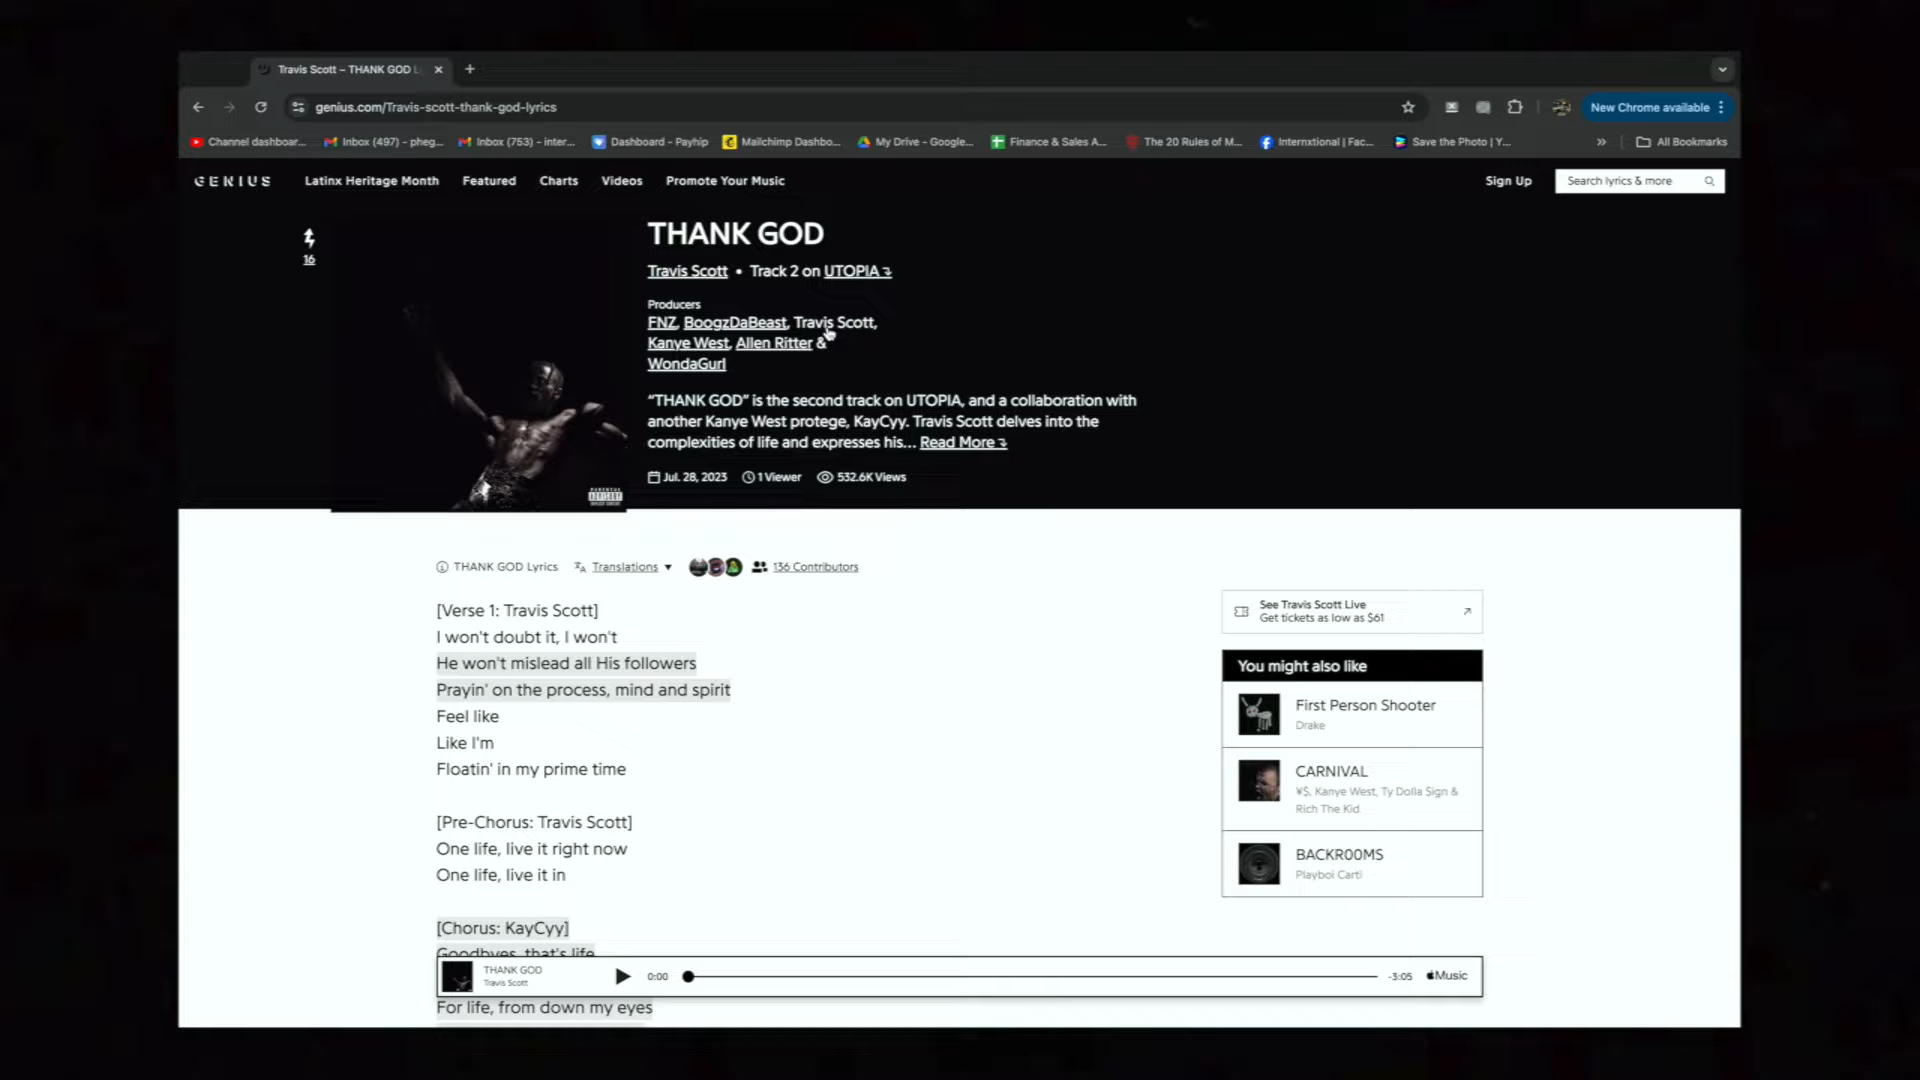 Travis Scott – THANK GOD L
genius.com/Travis-scott-thank-god-lyrics
New Chrome available
Channel dashboar...
Inbox (497) - pheg...
Inbox (753) - inter...
Dashboard - Payhip
Mailchimp Dashbo...
My Drive - Google...
Finance & Sales A...
The 20 Rules of M...
Internxtional | Fac...
Save the Photo | Y...
»
All Bookmarks
GENIUS
Latinx Heritage Month
Featured
Charts
Videos
Promote Your Music
Sign Up
Search lyrics & more
16
THANK GOD
Travis Scott • Track 2 on UTOPIA
Producers
FNZ, BoogzDaBeast, Travis Scott,
Kanye West, Allen Ritter &
WondaGurl
“THANK GOD” is the second track on UTOPIA, and a collaboration with
another Kanye West protege, KayCyy. Travis Scott delves into the
complexities of life and expresses his... Read More
Jul. 28, 2023
1 Viewer
532.6K Views
PARENTAL
ADVISORY
EXPLICIT CONTENT
THANK GOD Lyrics
Translations
136 Contributors
[Verse 1: Travis Scott]
I won't doubt it, I won't
He won't mislead all His followers
Prayin' on the process, mind and spirit
Feel like
Like I'm
Floatin' in my prime time
[Pre-Chorus: Travis Scott]
One life, live it right now
One life, live it in
[Chorus: KayCyy]
Goodbyes, that's life
For life, from down my eyes
See Travis Scott Live
Get tickets as low as $61
You might also like
First Person Shooter
Drake
CARNIVAL
¥$, Kanye West, Ty Dolla $ign &
Rich The Kid
BACKR00MS
Playboi Carti
THANK GOD
Travis Scott
0:00
-3:05
Music